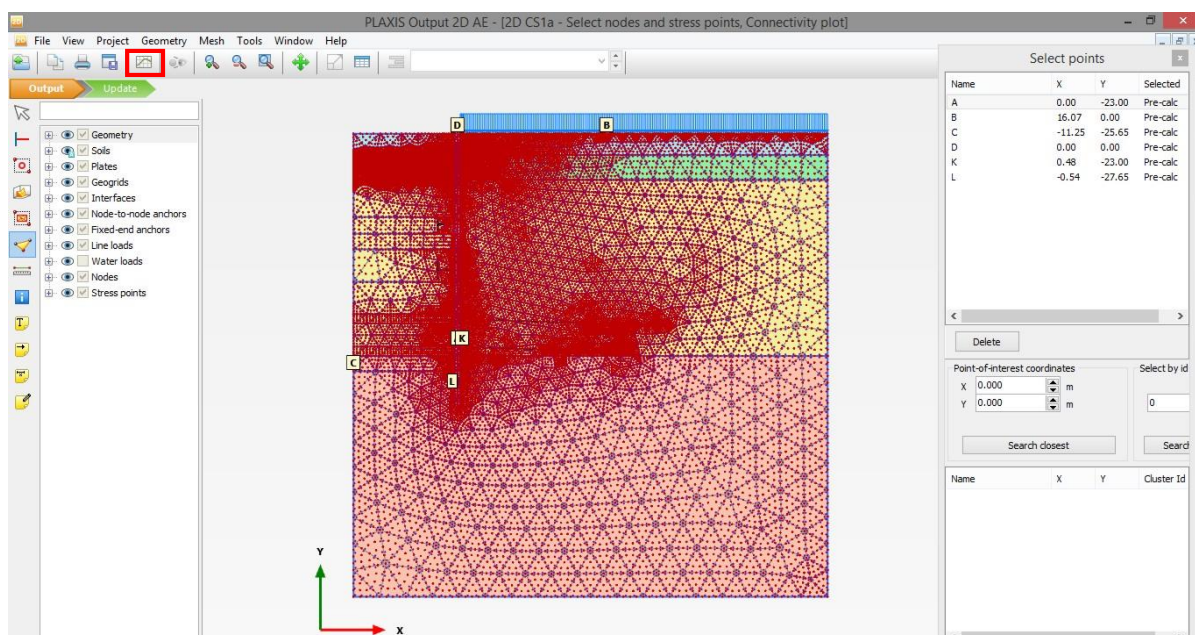 PLAXIS Output 2D AE - [2D CS1a - Select nodes and stress points, Connectivity plot]
File View Project Geometry Mesh Tools Window Help
Output Update
Geometry
Soils
Plates
Geogrids
Interfaces
Node-to-node anchors
Fixed-end anchors
Line loads
Water loads
Nodes
Stress points
D B
K
C
L
Y
X
Select points
Name X Y Selected
A 0.00 -23.00 Pre-calc
B 16.07 0.00 Pre-calc
C -11.25 -25.65 Pre-calc
D 0.00 0.00 Pre-calc
K 0.48 -23.00 Pre-calc
L -0.54 -27.65 Pre-calc
Delete
Point-of-interest coordinates Select by id
X 0.000 m
Y 0.000 m 0
Search closest Search
Name X Y Cluster Id